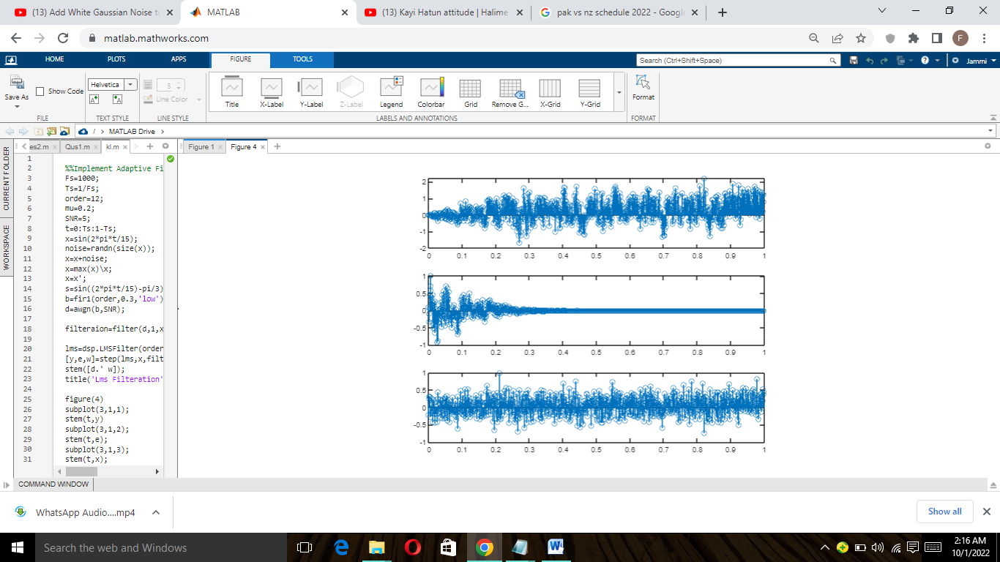 (13) Add White Gaussian Noise to
MATLAB
(13) Kayi Hatun attitude | Halime
pak vs nz schedule 2022 - Google
matlab.mathworks.com
F
HOME
PLOTS
APPS
FIGURE
TOOLS
Search (Ctrl+Shift+Space)
Jammi
Save As
Show Code
Helvetica
A
A
5
Line Color
Title
X-Label
Y-Label
Z-Label
Legend
Colorbar
Grid
Remove G...
X-Grid
Y-Grid
Format
FILE
TEXT STYLE
LINE STYLE
LABELS AND ANNOTATIONS
FORMAT
/ > MATLAB Drive >
CURRENT FOLDER
WORKSPACE
es2.m
Qus1.m
kl.m
Figure 1
Figure 4
1
2 %%Implement Adaptive Fi
3 Fs=1000;
4 Ts=1/Fs;
5 order=12;
6 mu=0.2;
7 SNR=5;
8 t=0:Ts:1-Ts;
9 x=sin(2*pi*t/15);
10 noise=randn(size(x));
11 x=x+noise;
12 x=max(x)\x;
13 x=x';
14 s=sin((2*pi*t/15)-pi/3)
15 b=fir1(order,0.3,'low')
16 d=awgn(b,SNR);
17
18 filteraion=filter(d,1,x
19
20 lms=dsp.LMSFilter(order
21 [y,e,w]=step(lms,x,filt
22 stem([d.' w]);
23 title('Lms Filteration'
24
25 figure(4)
26 subplot(3,1,1);
27 stem(t,y)
28 subplot(3,1,2);
29 stem(t,e);
30 subplot(3,1,3);
31 stem(t,x);
2
1
0
-1
-2
0 0.1 0.2 0.3 0.4 0.5 0.6 0.7 0.8 0.9 1
1
0.5
0
-0.5
-1
0 0.1 0.2 0.3 0.4 0.5 0.6 0.7 0.8 0.9 1
1
0.5
0
-0.5
-1
0 0.1 0.2 0.3 0.4 0.5 0.6 0.7 0.8 0.9 1
COMMAND WINDOW
WhatsApp Audio....mp4
Show all
Search the web and Windows
2:16 AM
10/1/2022